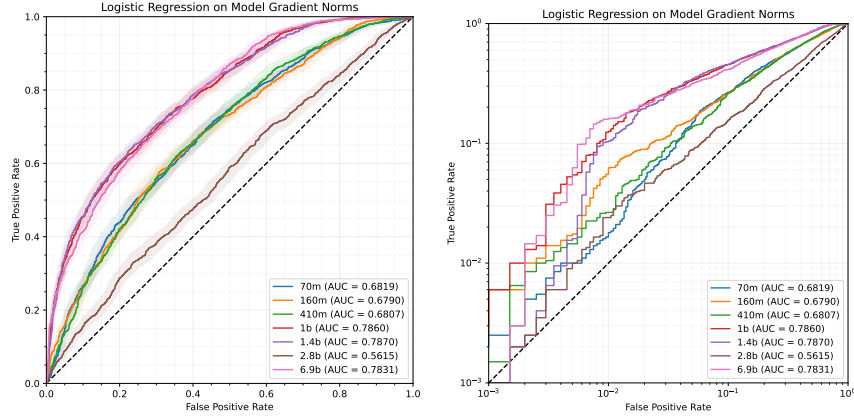 Logistic Regression on Model Gradient Norms
1.0
0.8
0.6
0.4
0.2
0.0
True Positive Rate
0.0 0.2 0.4 0.6 0.8 1.0
False Positive Rate
70m (AUC = 0.6819)
160m (AUC = 0.6790)
410m (AUC = 0.6807)
1b (AUC = 0.7860)
1.4b (AUC = 0.7870)
2.8b (AUC = 0.5615)
6.9b (AUC = 0.7831)
Logistic Regression on Model Gradient Norms
10⁰
10⁻¹
10⁻²
10⁻³
True Positive Rate
10⁻³ 10⁻² 10⁻¹ 10⁰
False Positive Rate
70m (AUC = 0.6819)
160m (AUC = 0.6790)
410m (AUC = 0.6807)
1b (AUC = 0.7860)
1.4b (AUC = 0.7870)
2.8b (AUC = 0.5615)
6.9b (AUC = 0.7831)